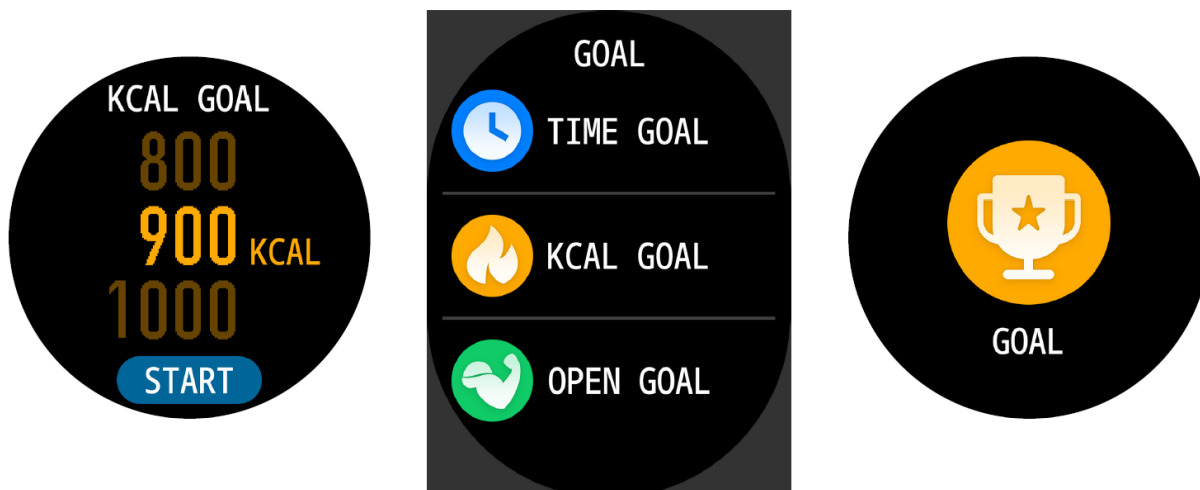 KCAL GOAL
800
900 KCAL
1000
START
GOAL
TIME GOAL
KCAL GOAL
OPEN GOAL
GOAL